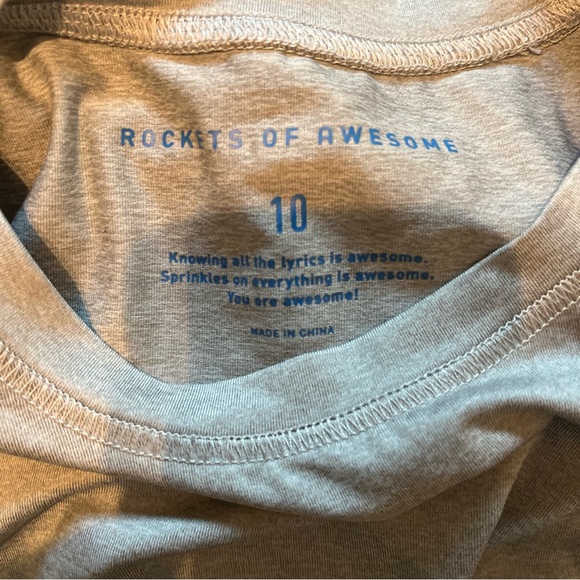 ROCKETS OF AWESOME
10
Knowing all the lyrics is awesome.
Sprinkles on everything is awesome.
You are awesome!
MADE IN CHINA